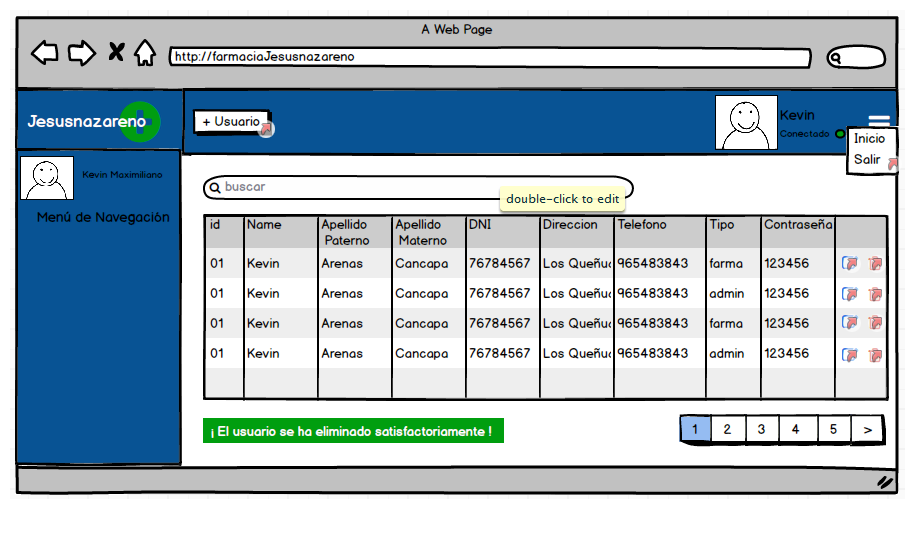 A Web Page
http://farmaciaJesusnazareno
Jesusnazareno
+ Usuario
Kevin
Conectado
Inicio
Salir
Kevin Maximiliano
Menú de Navegación
buscar
double-click to edit
id Name Apellido Paterno Apellido Materno DNI Direccion Telefono Tipo Contraseña
01 Kevin Arenas Cancapa 76784567 Los Queñuc 965483843 farma 123456
01 Kevin Arenas Cancapa 76784567 Los Queñuc 965483843 admin 123456
01 Kevin Arenas Cancapa 76784567 Los Queñuc 965483843 farma 123456
01 Kevin Arenas Cancapa 76784567 Los Queñuc 965483843 admin 123456
¡ El usuario se ha eliminado satisfactoriamente !
1 2 3 4 5 >